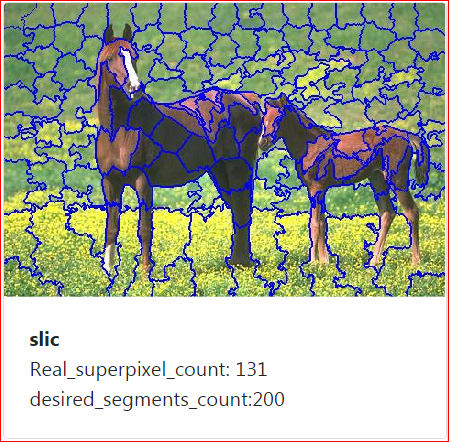 slic
Real_superpixel_count: 131
desired_segments_count:200